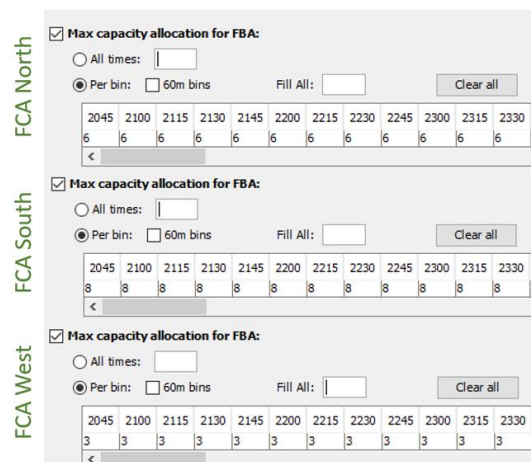 FCA North
Max capacity allocation for FBA:
All times:
Per bin: 60m bins Fill All: Clear all
2045 2100 2115 2130 2145 2200 2215 2230 2245 2300 2315 2330
6 6 6 6 6 6 6 6 6 6 6 6
<
FCA South
Max capacity allocation for FBA:
All times:
Per bin: 60m bins Fill All: Clear all
2045 2100 2115 2130 2145 2200 2215 2230 2245 2300 2315 2330
8 8 8 8 8 8 8 8 8 8 8 8
<
FCA West
Max capacity allocation for FBA:
All times:
Per bin: 60m bins Fill All: Clear all
2045 2100 2115 2130 2145 2200 2215 2230 2245 2300 2315 2330
3 3 3 3 3 3 3 3 3 3 3 3
<